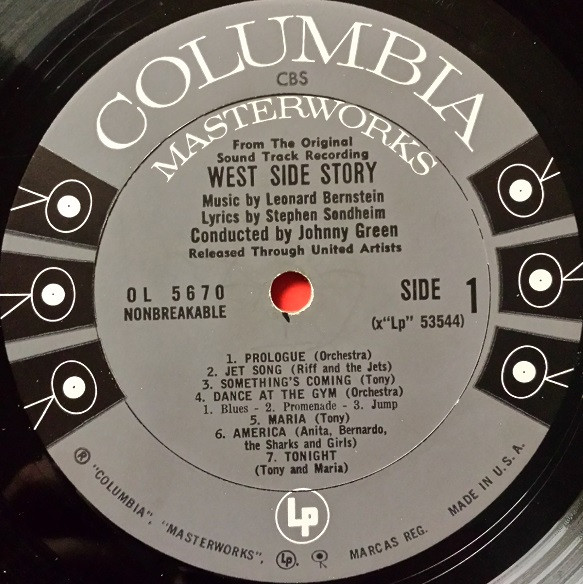 COLUMBIA
CBS
MASTERWORKS
From The Original
Sound Track Recording
WEST SIDE STORY
Music by Leonard Bernstein
Lyrics by Stephen Sondheim
Conducted by Johnny Green
Released Through United Artists
OL 5670
NONBREAKABLE
SIDE 1
(x"Lp" 53544)
1. PROLOGUE (Orchestra)
2. JET SONG (Riff and the Jets)
3. SOMETHING'S COMING (Tony)
4. DANCE AT THE GYM (Orchestra)
1. Blues - 2. Promenade - 3. Jump
5. MARIA (Tony)
6. AMERICA (Anita, Bernardo,
the Sharks and Girls)
7. TONIGHT
(Tony and Maria)
Lp
® "COLUMBIA", "MASTERWORKS", Lp. MARCAS REG. MADE IN U.S.A.